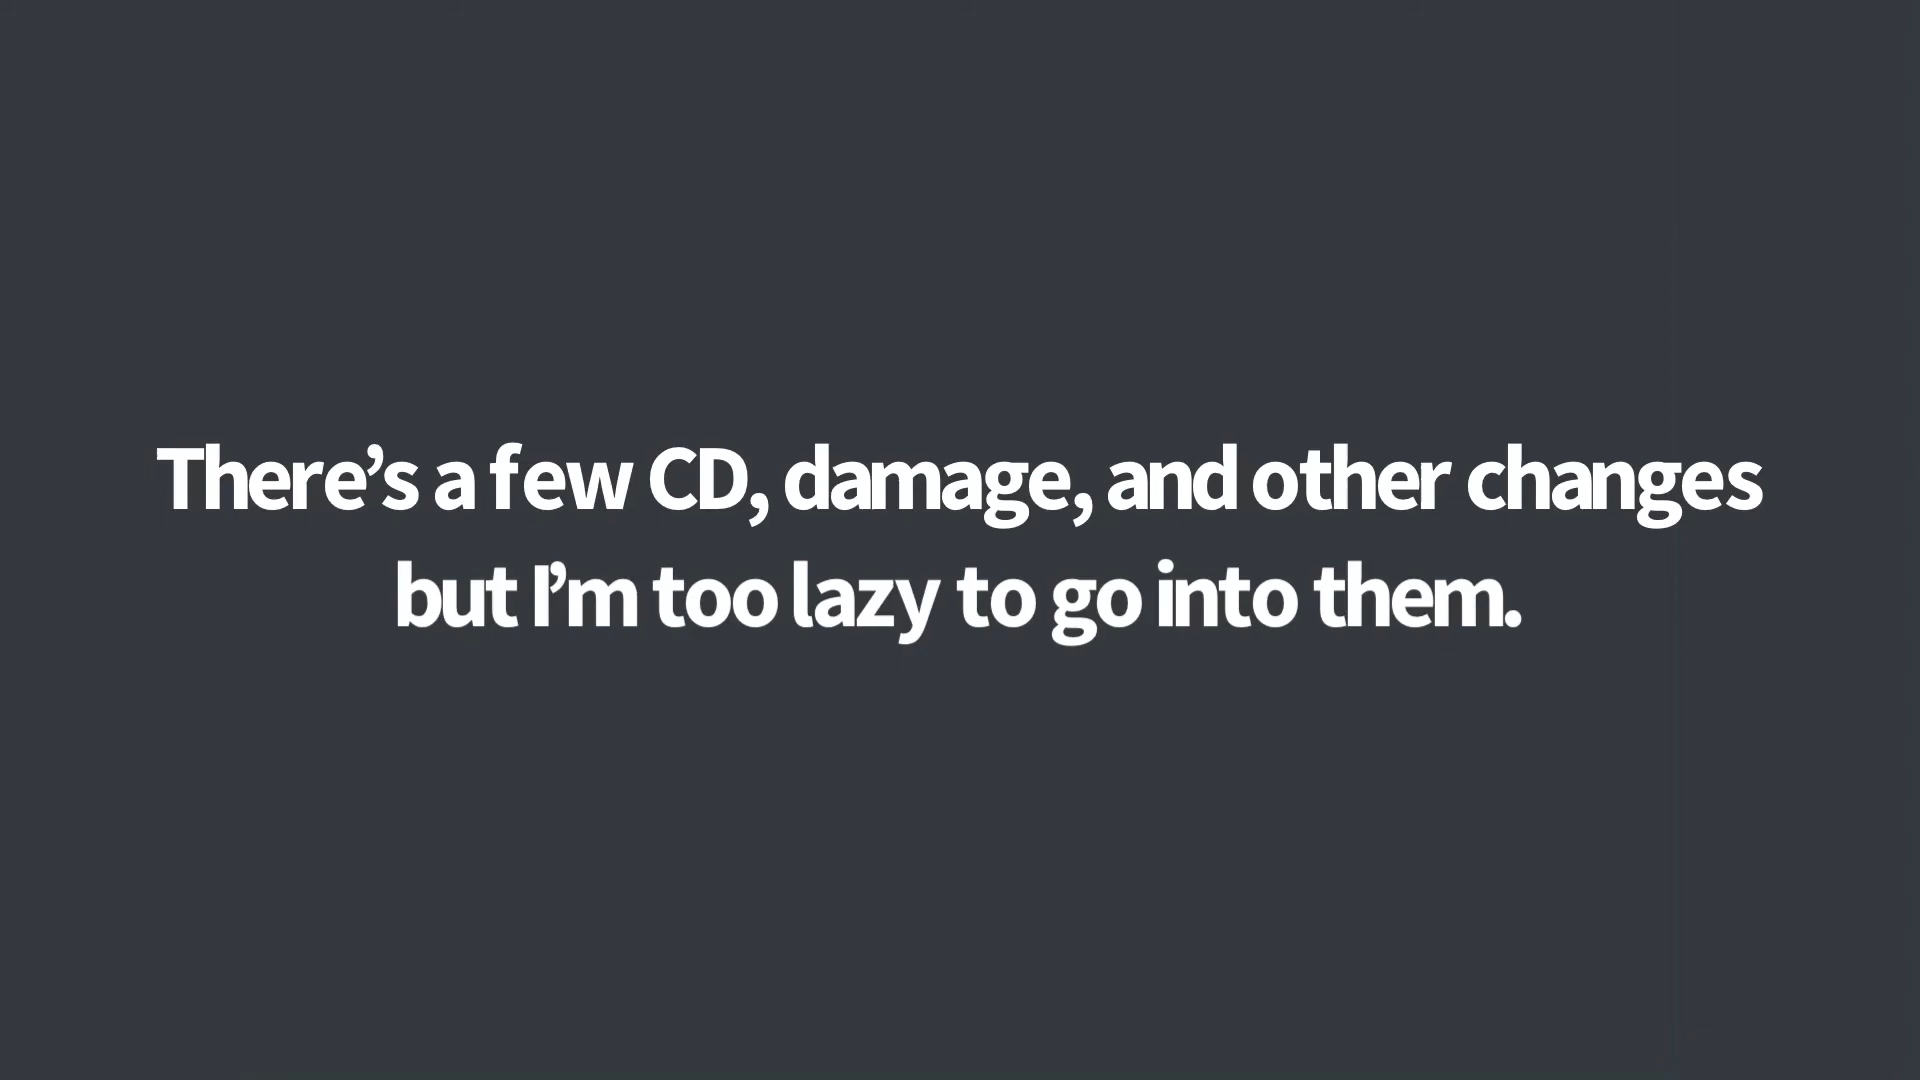 There’s a few CD, damage, and other changes
but I’m too lazy to go into them.